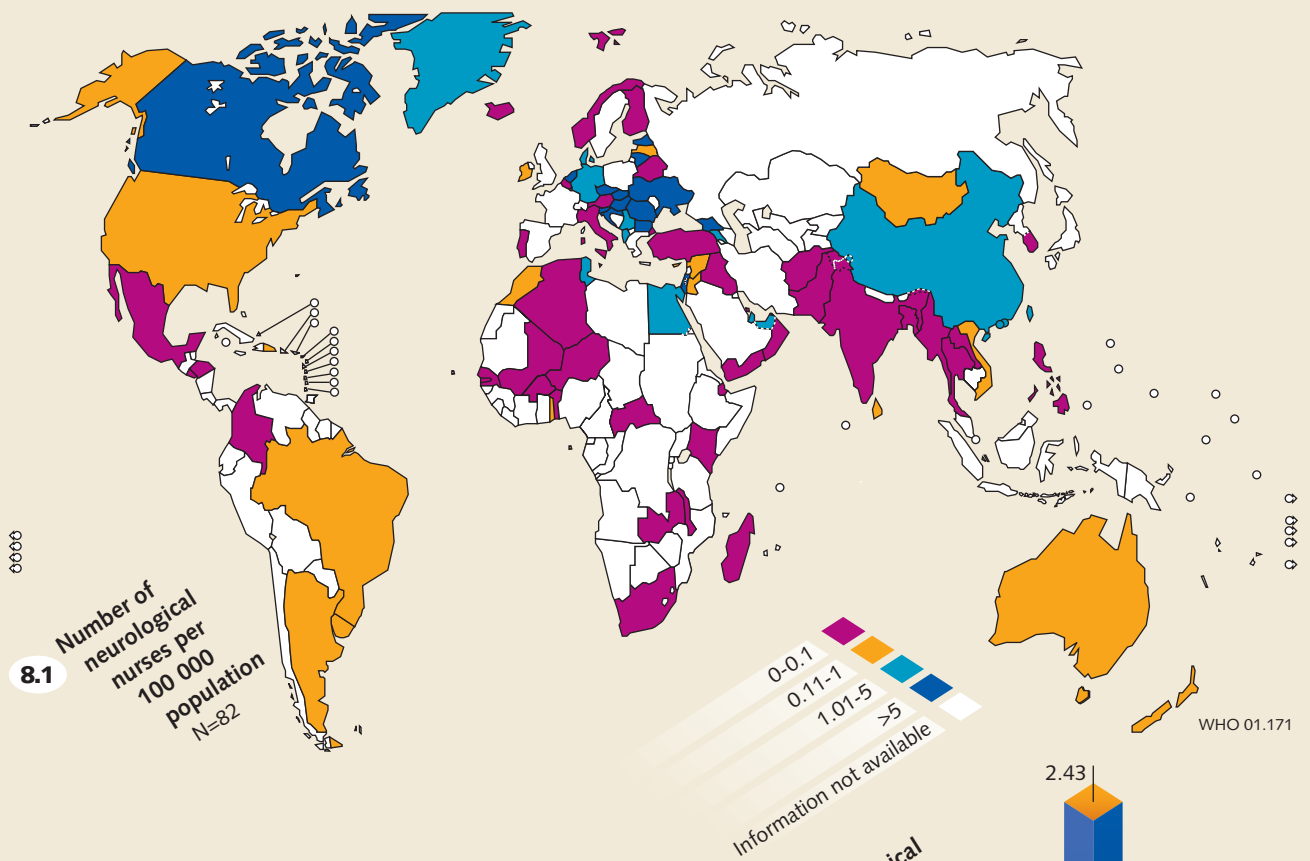 8.1
Number of
neurological
nurses per
100 000
population
N=82
0-0.1
0.11-1
1.01-5
>5
Information not available
WHO 01.171
2.43